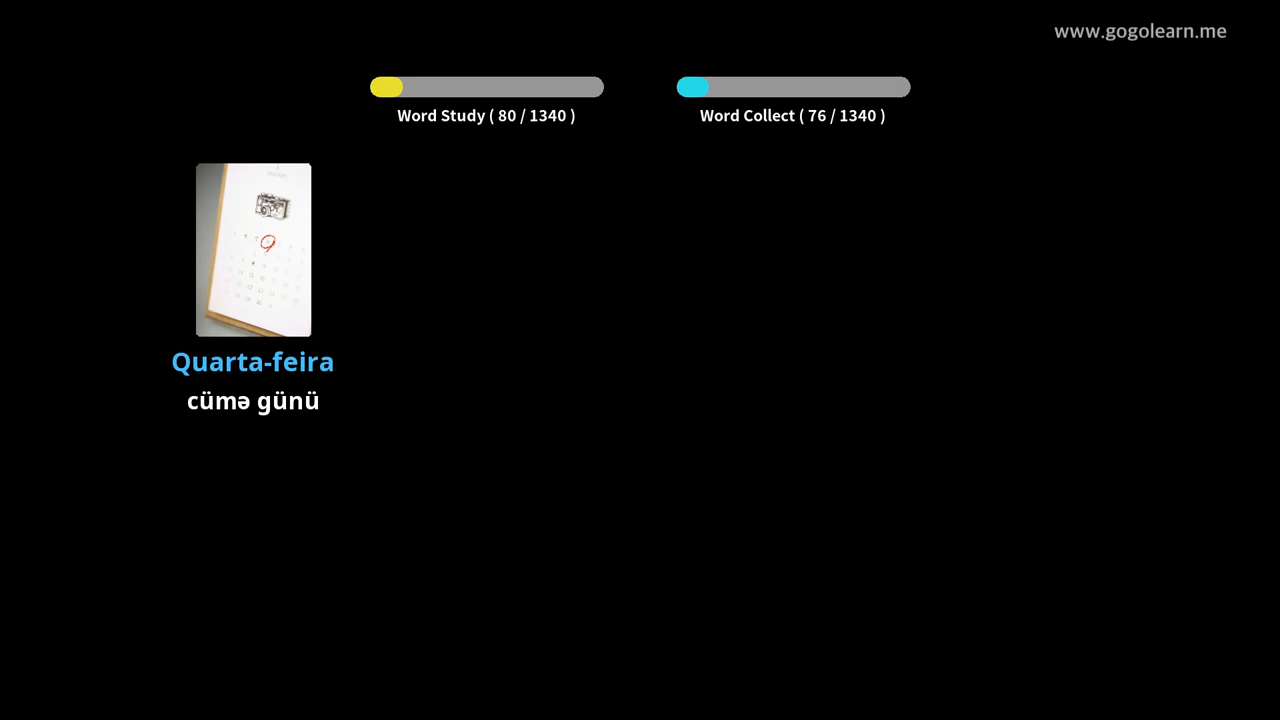 www.gogolearn.me
Word Study ( 80 / 1340 )
Word Collect ( 76 / 1340 )
Quarta-feira
cümə günü